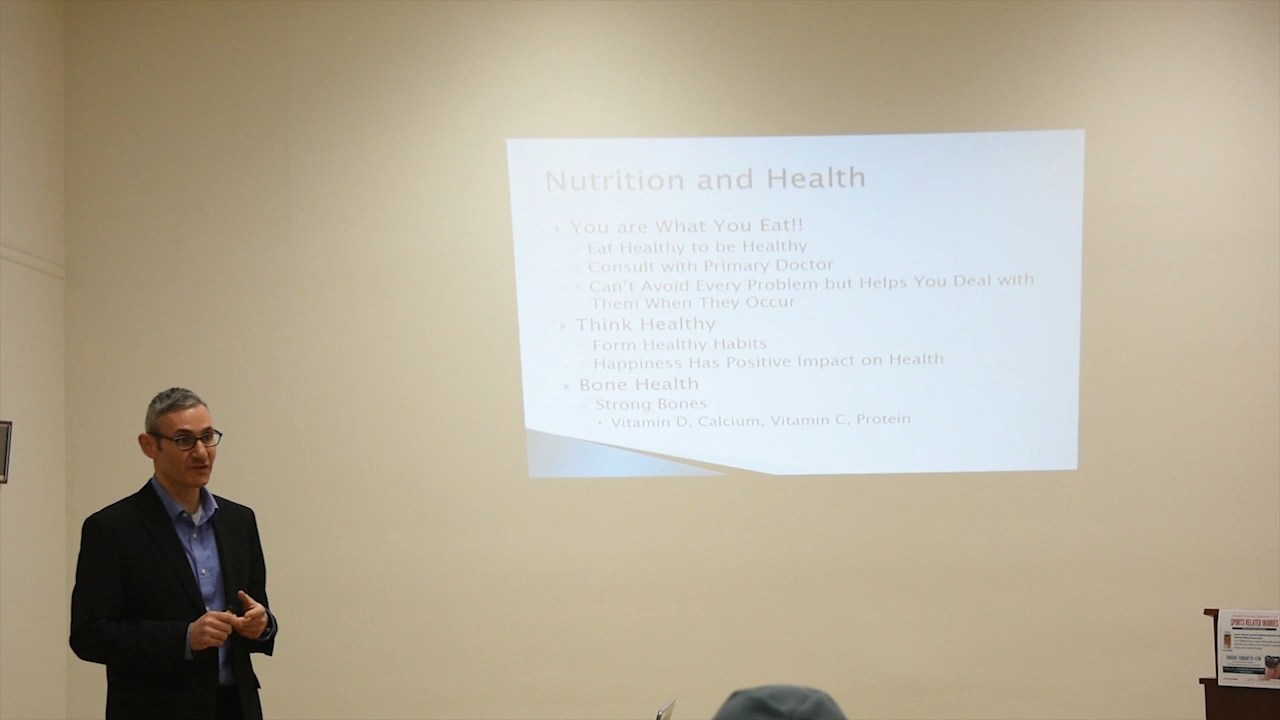 Nutrition and Health
You are What You Eat!!
Eat Healthy to be Healthy
Consult with Primary Doctor
Can't Avoid Every Problem but Helps You Deal with
Them When They Occur
Think Healthy
Form Healthy Habits
Happiness Has Positive Impact on Health
Bone Health
Strong Bones
Vitamin D, Calcium, Vitamin C, Protein
SPORTS RELATED INJURIES